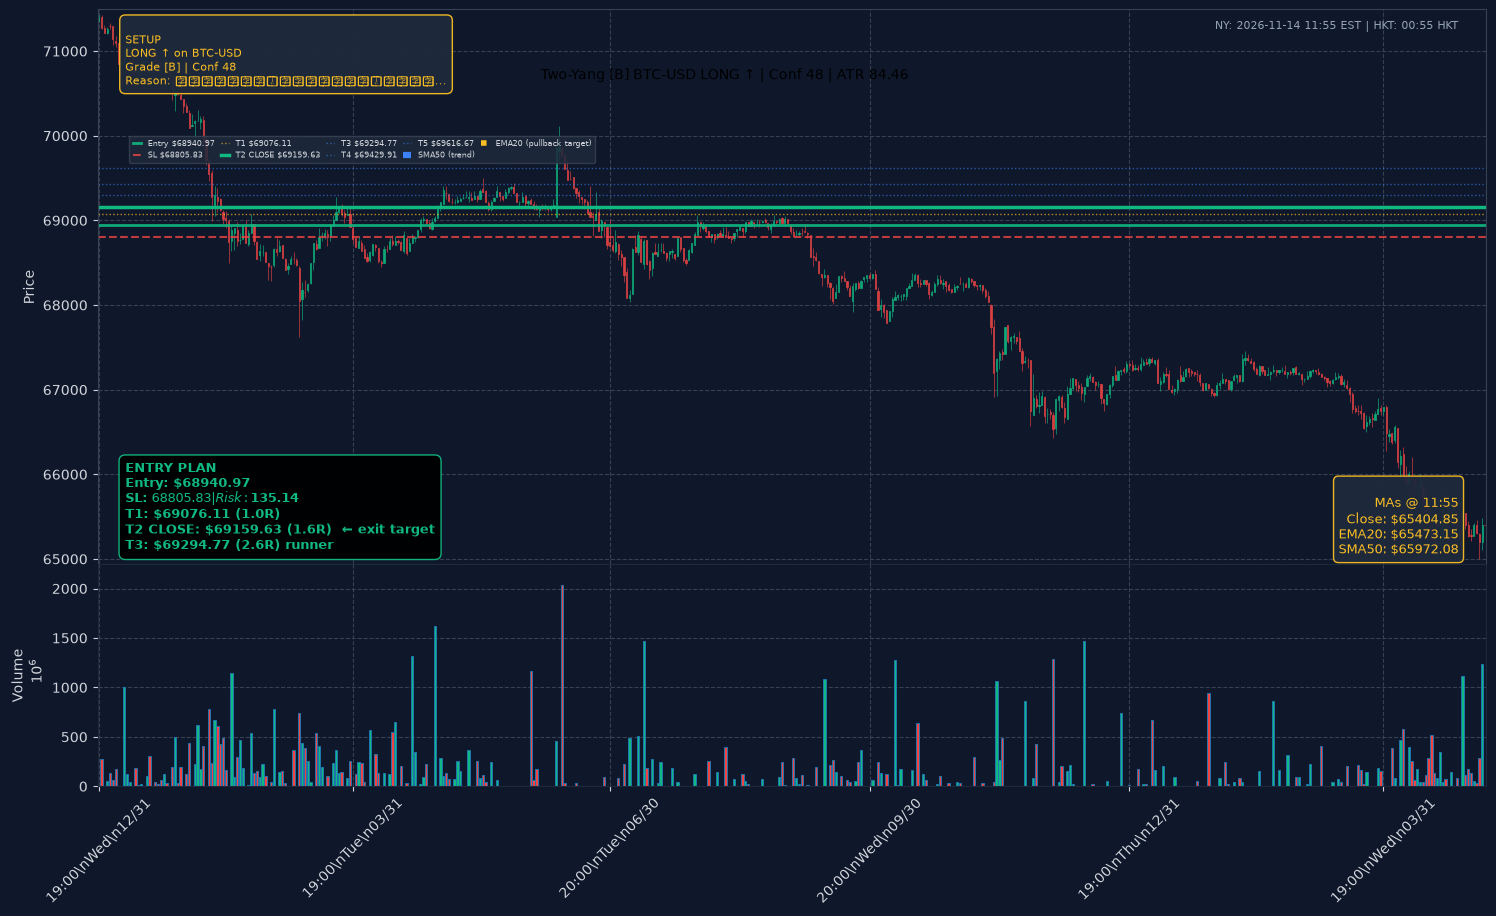 NY: 2026-11-14 11:55 EST | HKT: 00:55 HKT
SETUP
LONG ↑ on BTC-USD
Grade [B] | Conf 48
Reason:
Two-Yang [B] BTC-USD LONG ↑ | Conf 48 | ATR 84.46
Entry $68940.97
T1 $69076.11
T3 $69294.77
T5 $69616.67
EMA20 (pullback target)
SL $68805.83
T2 CLOSE $69159.63
T4 $69429.91
SMA50 (trend)
Price
71000
70000
69000
68000
67000
66000
65000
ENTRY PLAN
Entry: $68940.97
SL: 68805.83|Risk:135.14
T1: $69076.11 (1.0R)
T2 CLOSE: $69159.63 (1.6R) ← exit target
T3: $69294.77 (2.6R) runner
MAs @ 11:55
Close: $65404.85
EMA20: $65473.15
SMA50: $65972.08
Volume
10⁶
2000
1500
1000
500
0
19:00\nWed\n12/31
19:00\nTue\n03/31
20:00\nTue\n06/30
20:00\nWed\n09/30
19:00\nThu\n12/31
19:00\nWed\n03/31